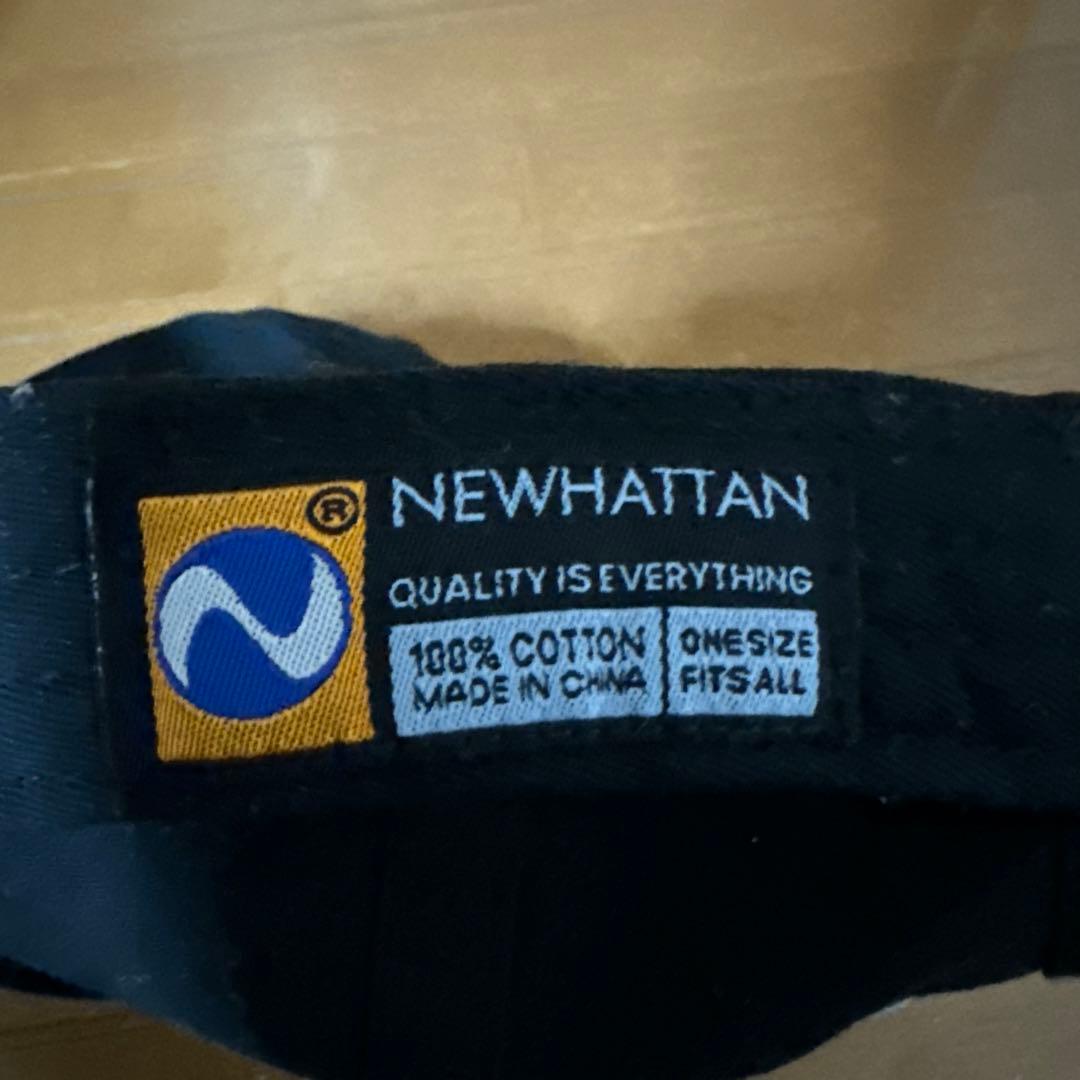 ®
NEWHATTAN
QUALITY IS EVERYTHING
100% COTTON
MADE IN CHINA
ONE SIZE
FITS ALL